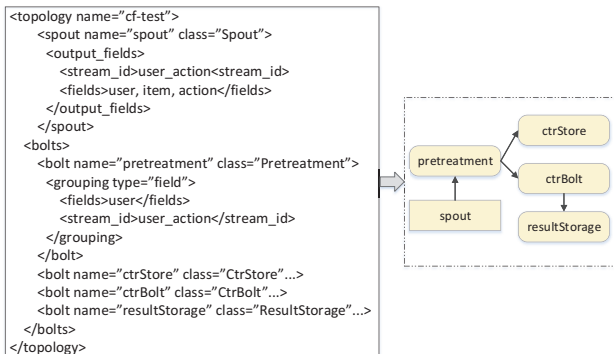 <topology name=”cf-test”>
<spout name=”spout” class=”Spout”>
<output_fields>
<stream_id>user_action<stream_id>
<fields>user, item, action</fields>
</output_fields>
</spout>
<bolts>
<bolt name=”pretreatment” class=”Pretreatment”>
<grouping type=”field”>
<fields>user</fields>
<stream_id>user_action</stream_id>
</grouping>
</bolt>
<bolt name=”ctrStore” class=”CtrStore”...>
<bolt name=”ctrBolt” class=”CtrBolt”...>
<bolt name=”resultStorage” class=”ResultStorage”...>
</bolts>
</topology>
ctrStore
pretreatment
ctrBolt
spout
resultStorage